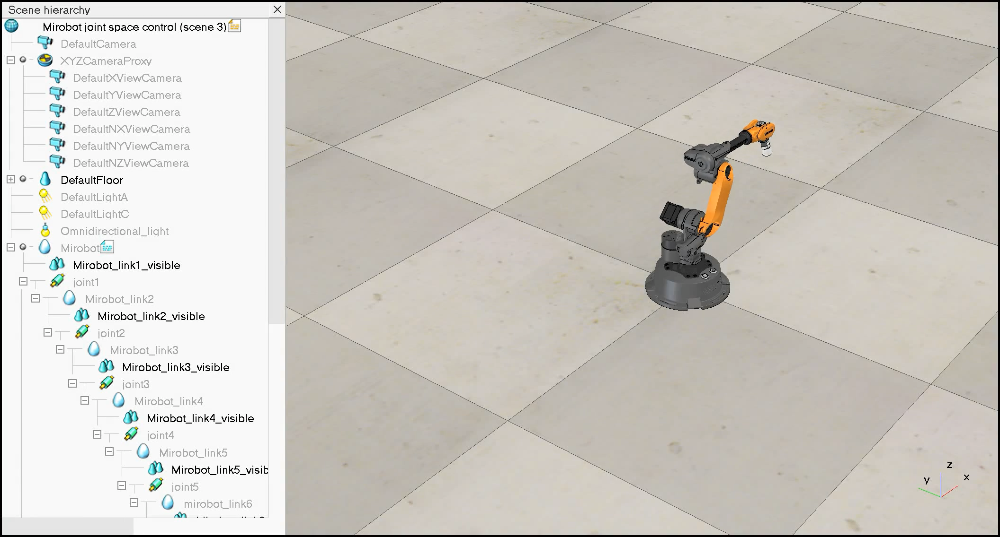 Scene hierarchy
Mirobot joint space control (scene 3)
DefaultCamera
XYZCameraProxy
DefaultXViewCamera
DefaultYViewCamera
DefaultZViewCamera
DefaultNXViewCamera
DefaultNYViewCamera
DefaultNZViewCamera
DefaultFloor
DefaultLightA
DefaultLightC
Omnidirectional_light
Mirobot
Mirobot_link1_visible
joint1
Mirobot_link2
Mirobot_link2_visible
joint2
Mirobot_link3
Mirobot_link3_visible
joint3
Mirobot_link4
Mirobot_link4_visible
joint4
Mirobot_link5
Mirobot_link5_visib
joint5
mirobot_link6
z
y x